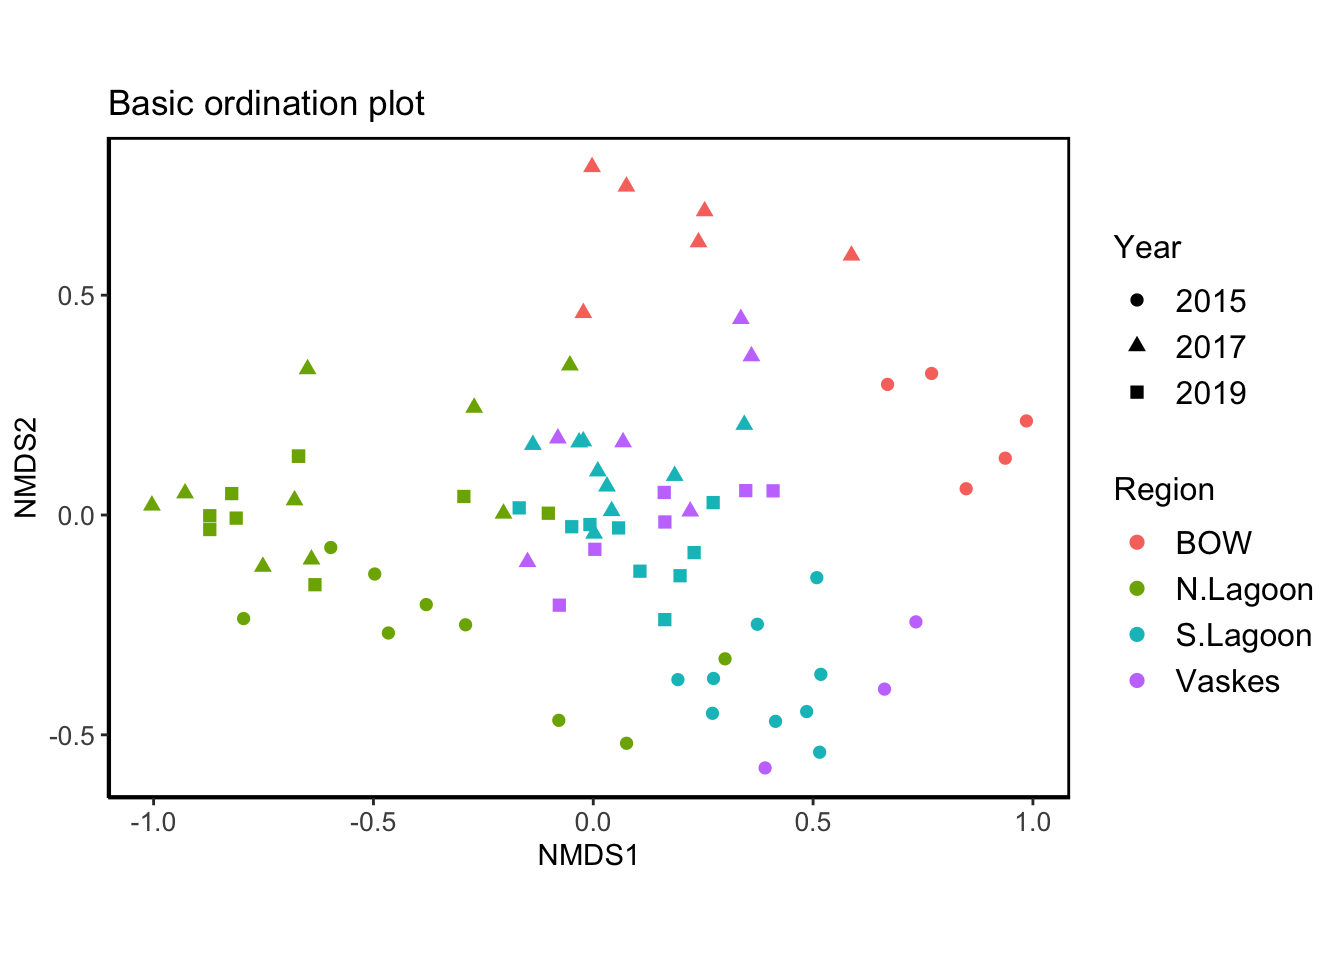 Basic ordination plot
NMDS2
0.5
0.0
-0.5
-1.0 -0.5 0.0 0.5 1.0
NMDS1
Year
2015
2017
2019
Region
BOW
N.Lagoon
S.Lagoon
Vaskes